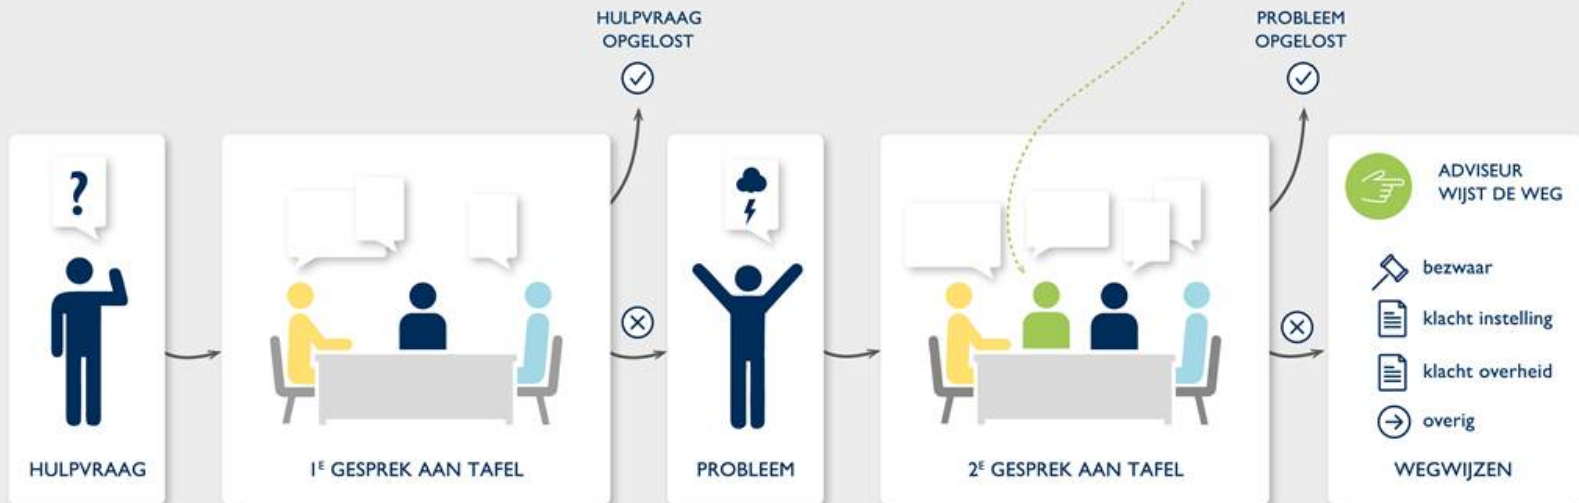 HULPVRAAG
OPGELOST
PROBLEEM
OPGELOST
?
HULPVRAAG
1E GESPREK AAN TAFEL
PROBLEEM
2E GESPREK AAN TAFEL
ADVISEUR
WIJST DE WEG
bezwaar
klacht instelling
klacht overheid
overig
WEGWIJZEN